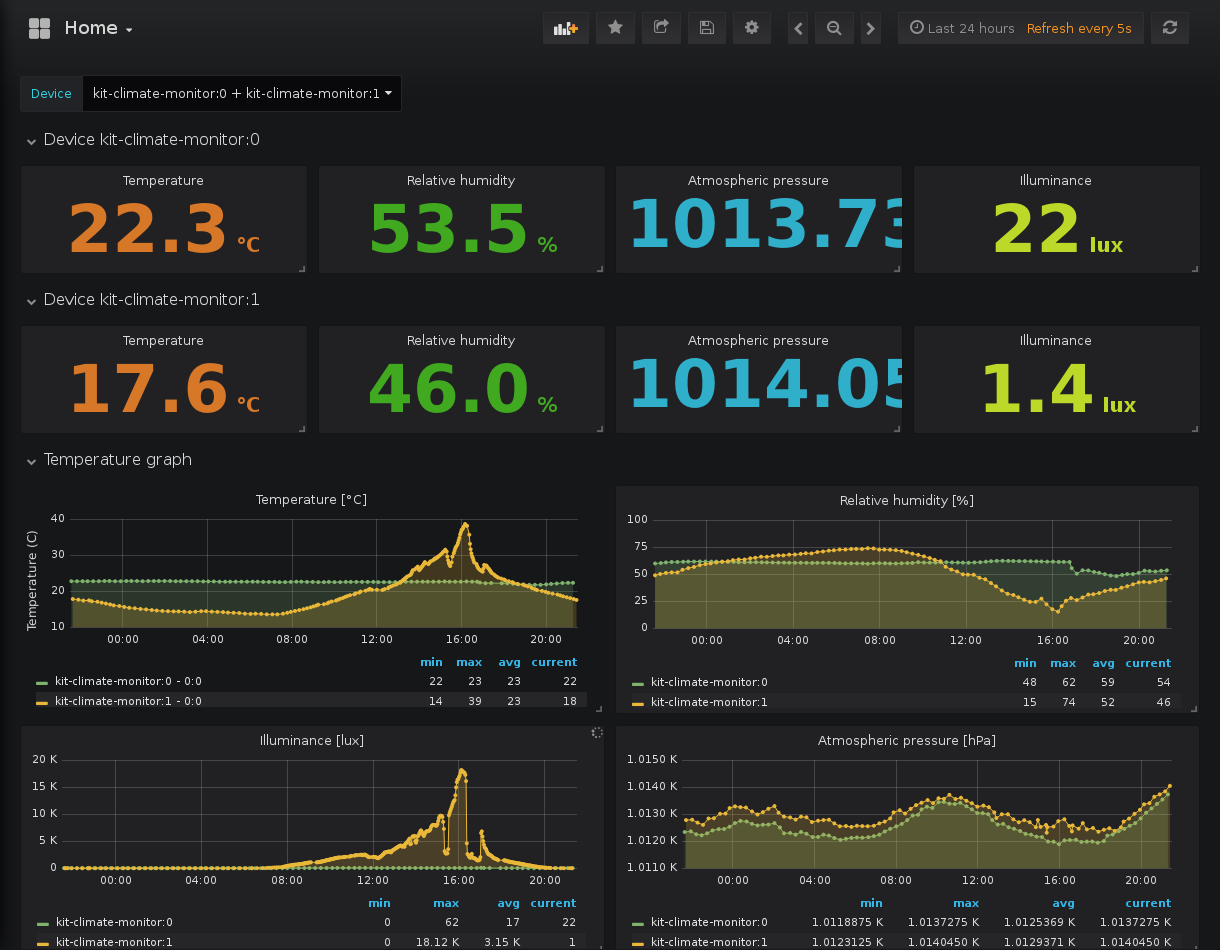 Home
Last 24 hours Refresh every 5s
Device kit-climate-monitor:0 + kit-climate-monitor:1
Device kit-climate-monitor:0
Temperature Relative humidity Atmospheric pressure Illuminance
22.3 °C 53.5 % 1013.73 22 lux
Device kit-climate-monitor:1
Temperature Relative humidity Atmospheric pressure Illuminance
17.6 °C 46.0 % 1014.05 1.4 lux
Temperature graph
Temperature [°C]
Temperature (C)
40
30
20
10
00:00 04:00 08:00 12:00 16:00 20:00
min max avg current
kit-climate-monitor:0 - 0:0 22 23 23 22
kit-climate-monitor:1 - 0:0 14 39 23 18
Relative humidity [%]
100
75
50
25
0
00:00 04:00 08:00 12:00 16:00 20:00
min max avg current
kit-climate-monitor:0 48 62 59 54
kit-climate-monitor:1 15 74 52 46
Illuminance [lux]
20 K
15 K
10 K
5 K
0
00:00 04:00 08:00 12:00 16:00 20:00
min max avg current
kit-climate-monitor:0 0 62 17 22
kit-climate-monitor:1 0 18.12 K 3.15 K 1
Atmospheric pressure [hPa]
1.0150 K
1.0140 K
1.0130 K
1.0120 K
1.0110 K
00:00 04:00 08:00 12:00 16:00 20:00
min max avg current
kit-climate-monitor:0 1.0118875 K 1.0137275 K 1.0125369 K 1.0137275 K
kit-climate-monitor:1 1.0123125 K 1.0140450 K 1.0129371 K 1.0140450 K